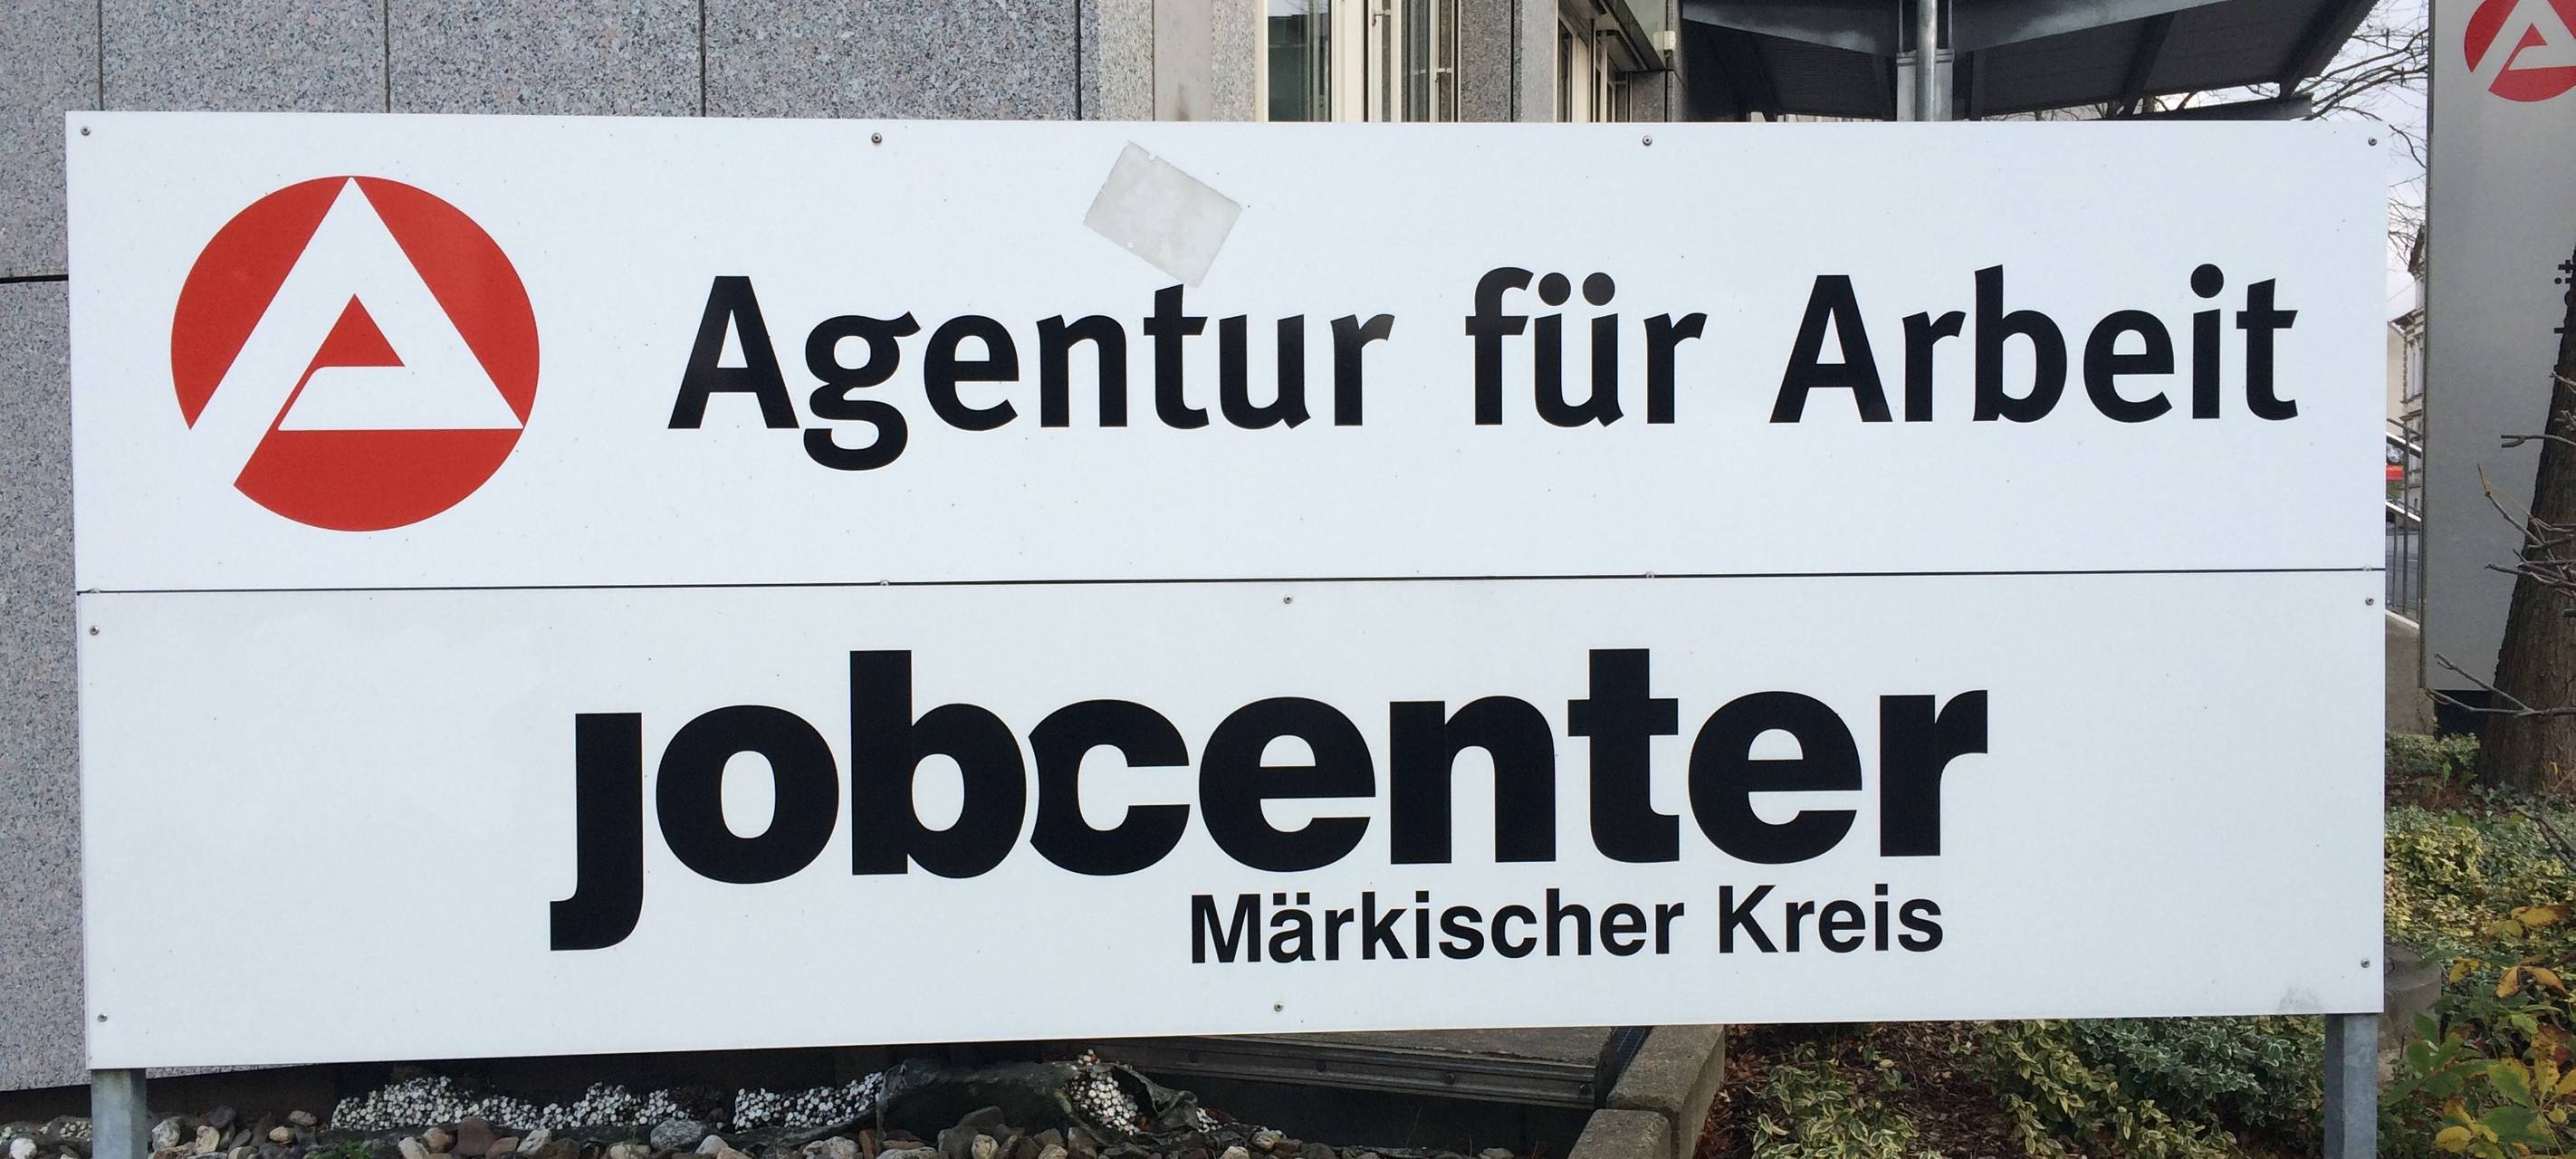 Agentur für Arbeit
jobcenter
Märkischer Kreis